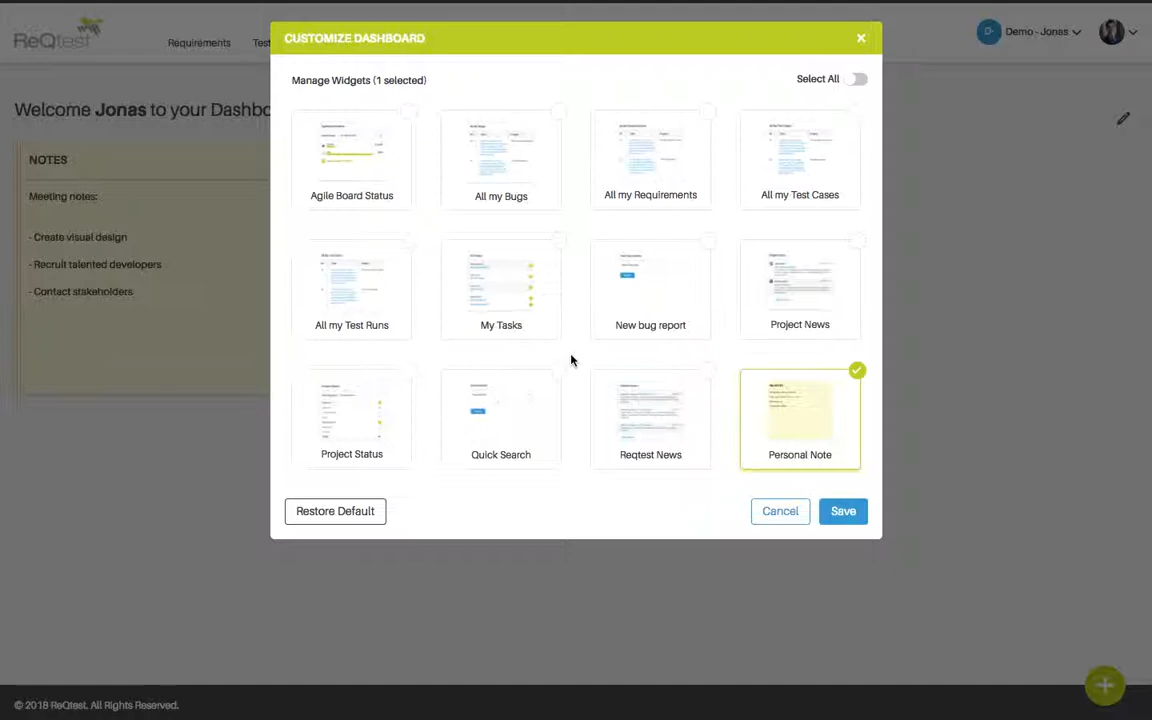 ReQtest
Requirements
Test
D-
Demo - Jonas
CUSTOMIZE DASHBOARD
Manage Widgets (1 selected)
Select All
Welcome Jonas to your Dashbo
NOTES
Meeting notes:
- Create visual design
- Recruit talented developers
- Contact stakeholders
Agile Board Status
All my Bugs
All my Requirements
All my Test Cases
All my Test Runs
My Tasks
New bug report
Project News
Project Status
Quick Search
Reqtest News
Personal Note
Restore Default
Cancel
Save
© 2018 ReQtest, All Rights Reserved.